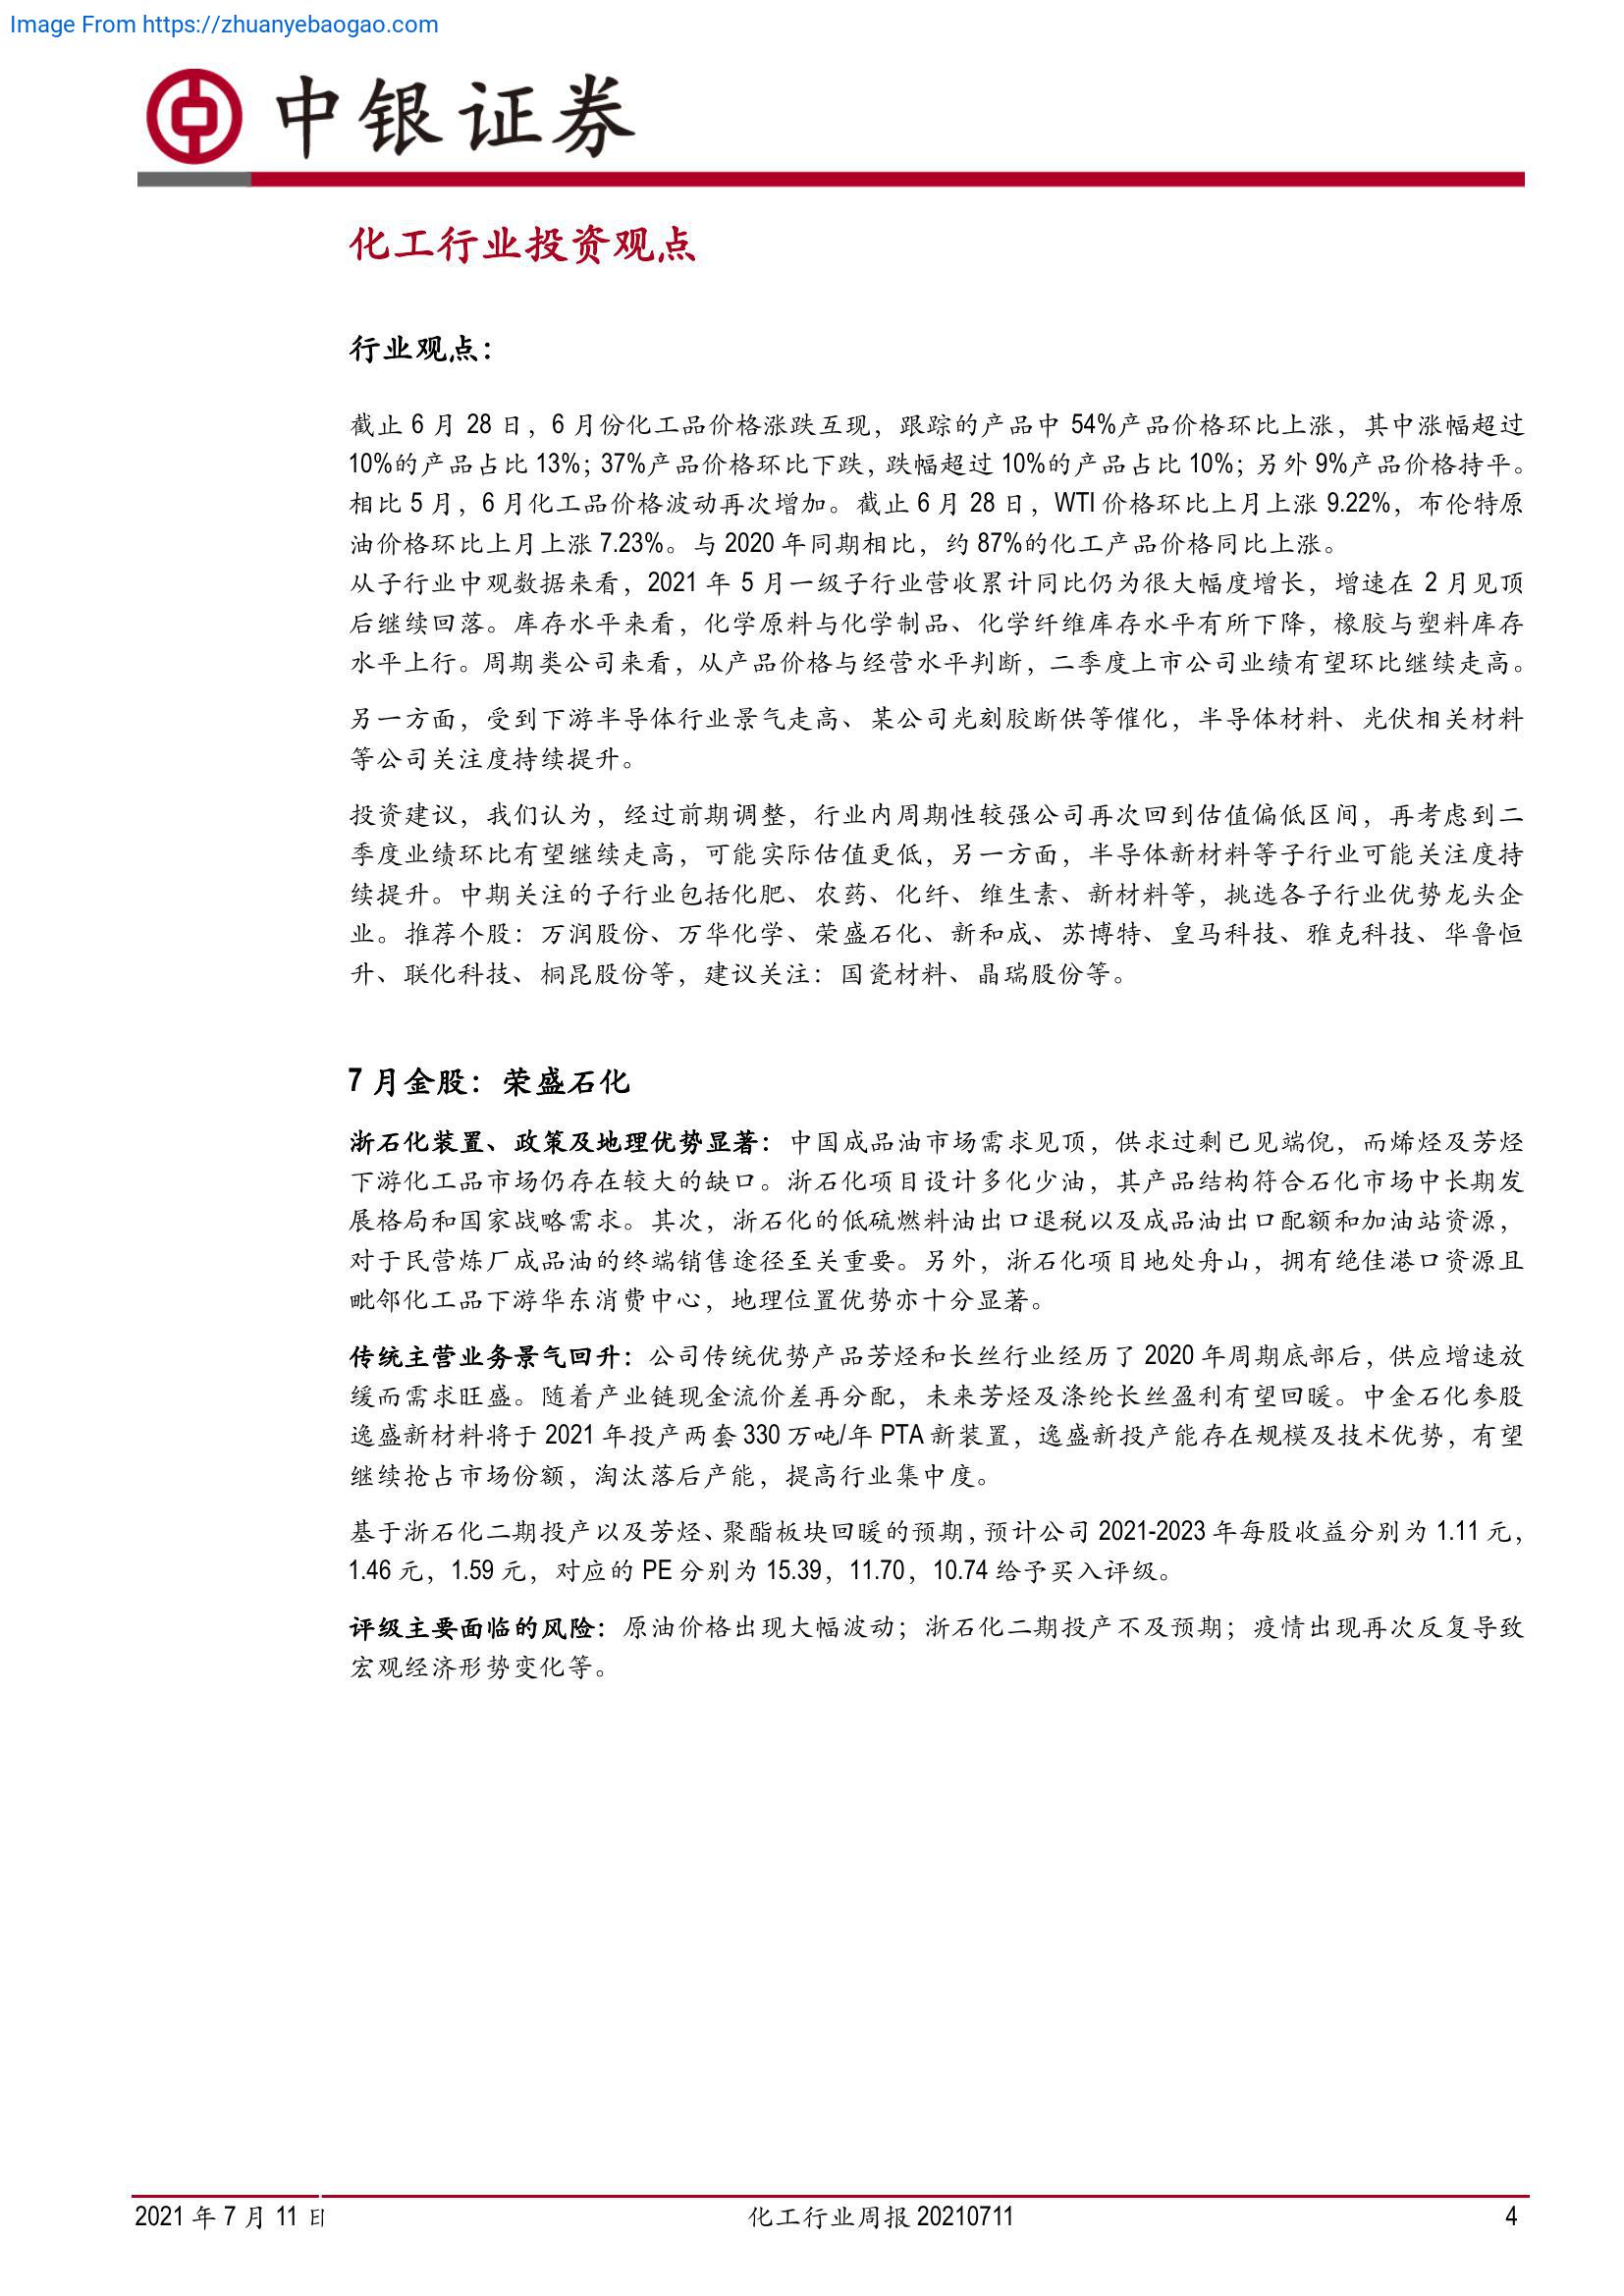 Image From https://zhuanyebaogao.com
中银证券
化工行业投资观点
行业观点：
截止 6 月 28 日，6 月份化工品价格涨跌互现，跟踪的产品中 54%产品价格环比上涨，其中涨幅超过
10%的产品占比 13%；37%产品价格环比下跌，跌幅超过 10%的产品占比 10%；另外 9%产品价格持平。
相比 5 月，6 月化工品价格波动再次增加。截止 6 月 28 日，WTI 价格环比上月上涨 9.22%，布伦特原
油价格环比上月上涨 7.23%。与 2020 年同期相比，约 87%的化工产品价格同比上涨。
从子行业中观数据来看，2021 年 5 月一级子行业营收累计同比仍为很大幅度增长，增速在 2 月见顶
后继续回落。库存水平来看，化学原料与化学制品、化学纤维库存水平有所下降，橡胶与塑料库存
水平上行。周期类公司来看，从产品价格与经营水平判断，二季度上市公司业绩有望环比继续走高。
另一方面，受到下游半导体行业景气走高、某公司光刻胶断供等催化，半导体材料、光伏相关材料
等公司关注度持续提升。
投资建议，我们认为，经过前期调整，行业内周期性较强公司再次回到估值偏低区间，再考虑到二
季度业绩环比有望继续走高，可能实际估值更低，另一方面，半导体新材料等子行业可能关注度持
续提升。中期关注的子行业包括化肥、农药、化纤、维生素、新材料等，挑选各子行业优势龙头企
业。推荐个股：万润股份、万华化学、荣盛石化、新和成、苏博特、皇马科技、雅克科技、华鲁恒
升、联化科技、桐昆股份等，建议关注：国瓷材料、晶瑞股份等。
7 月金股：荣盛石化
浙石化装置、政策及地理优势显著：中国成品油市场需求见顶，供求过剩已见端倪，而烯烃及芳烃
下游化工品市场仍存在较大的缺口。浙石化项目设计多化少油，其产品结构符合石化市场中长期发
展格局和国家战略需求。其次，浙石化的低硫燃料油出口退税以及成品油出口配额和加油站资源，
对于民营炼厂成品油的终端销售途径至关重要。另外，浙石化项目地处舟山，拥有绝佳港口资源且
毗邻化工品下游华东消费中心，地理位置优势亦十分显著。
传统主营业务景气回升：公司传统优势产品芳烃和长丝行业经历了 2020 年周期底部后，供应增速放
缓而需求旺盛。随着产业链现金流价差再分配，未来芳烃及涤纶长丝盈利有望回暖。中金石化参股
逸盛新材料将于 2021 年投产两套 330 万吨/年 PTA 新装置，逸盛新投产能存在规模及技术优势，有望
继续抢占市场份额，淘汰落后产能，提高行业集中度。
基于浙石化二期投产以及芳烃、聚酯板块回暖的预期，预计公司 2021-2023 年每股收益分别为 1.11 元，
1.46 元，1.59 元，对应的 PE 分别为 15.39，11.70，10.74 给予买入评级。
评级主要面临的风险：原油价格出现大幅波动；浙石化二期投产不及预期；疫情出现再次反复导致
宏观经济形势变化等。
2021 年 7 月 11 日
化工行业周报 20210711
4